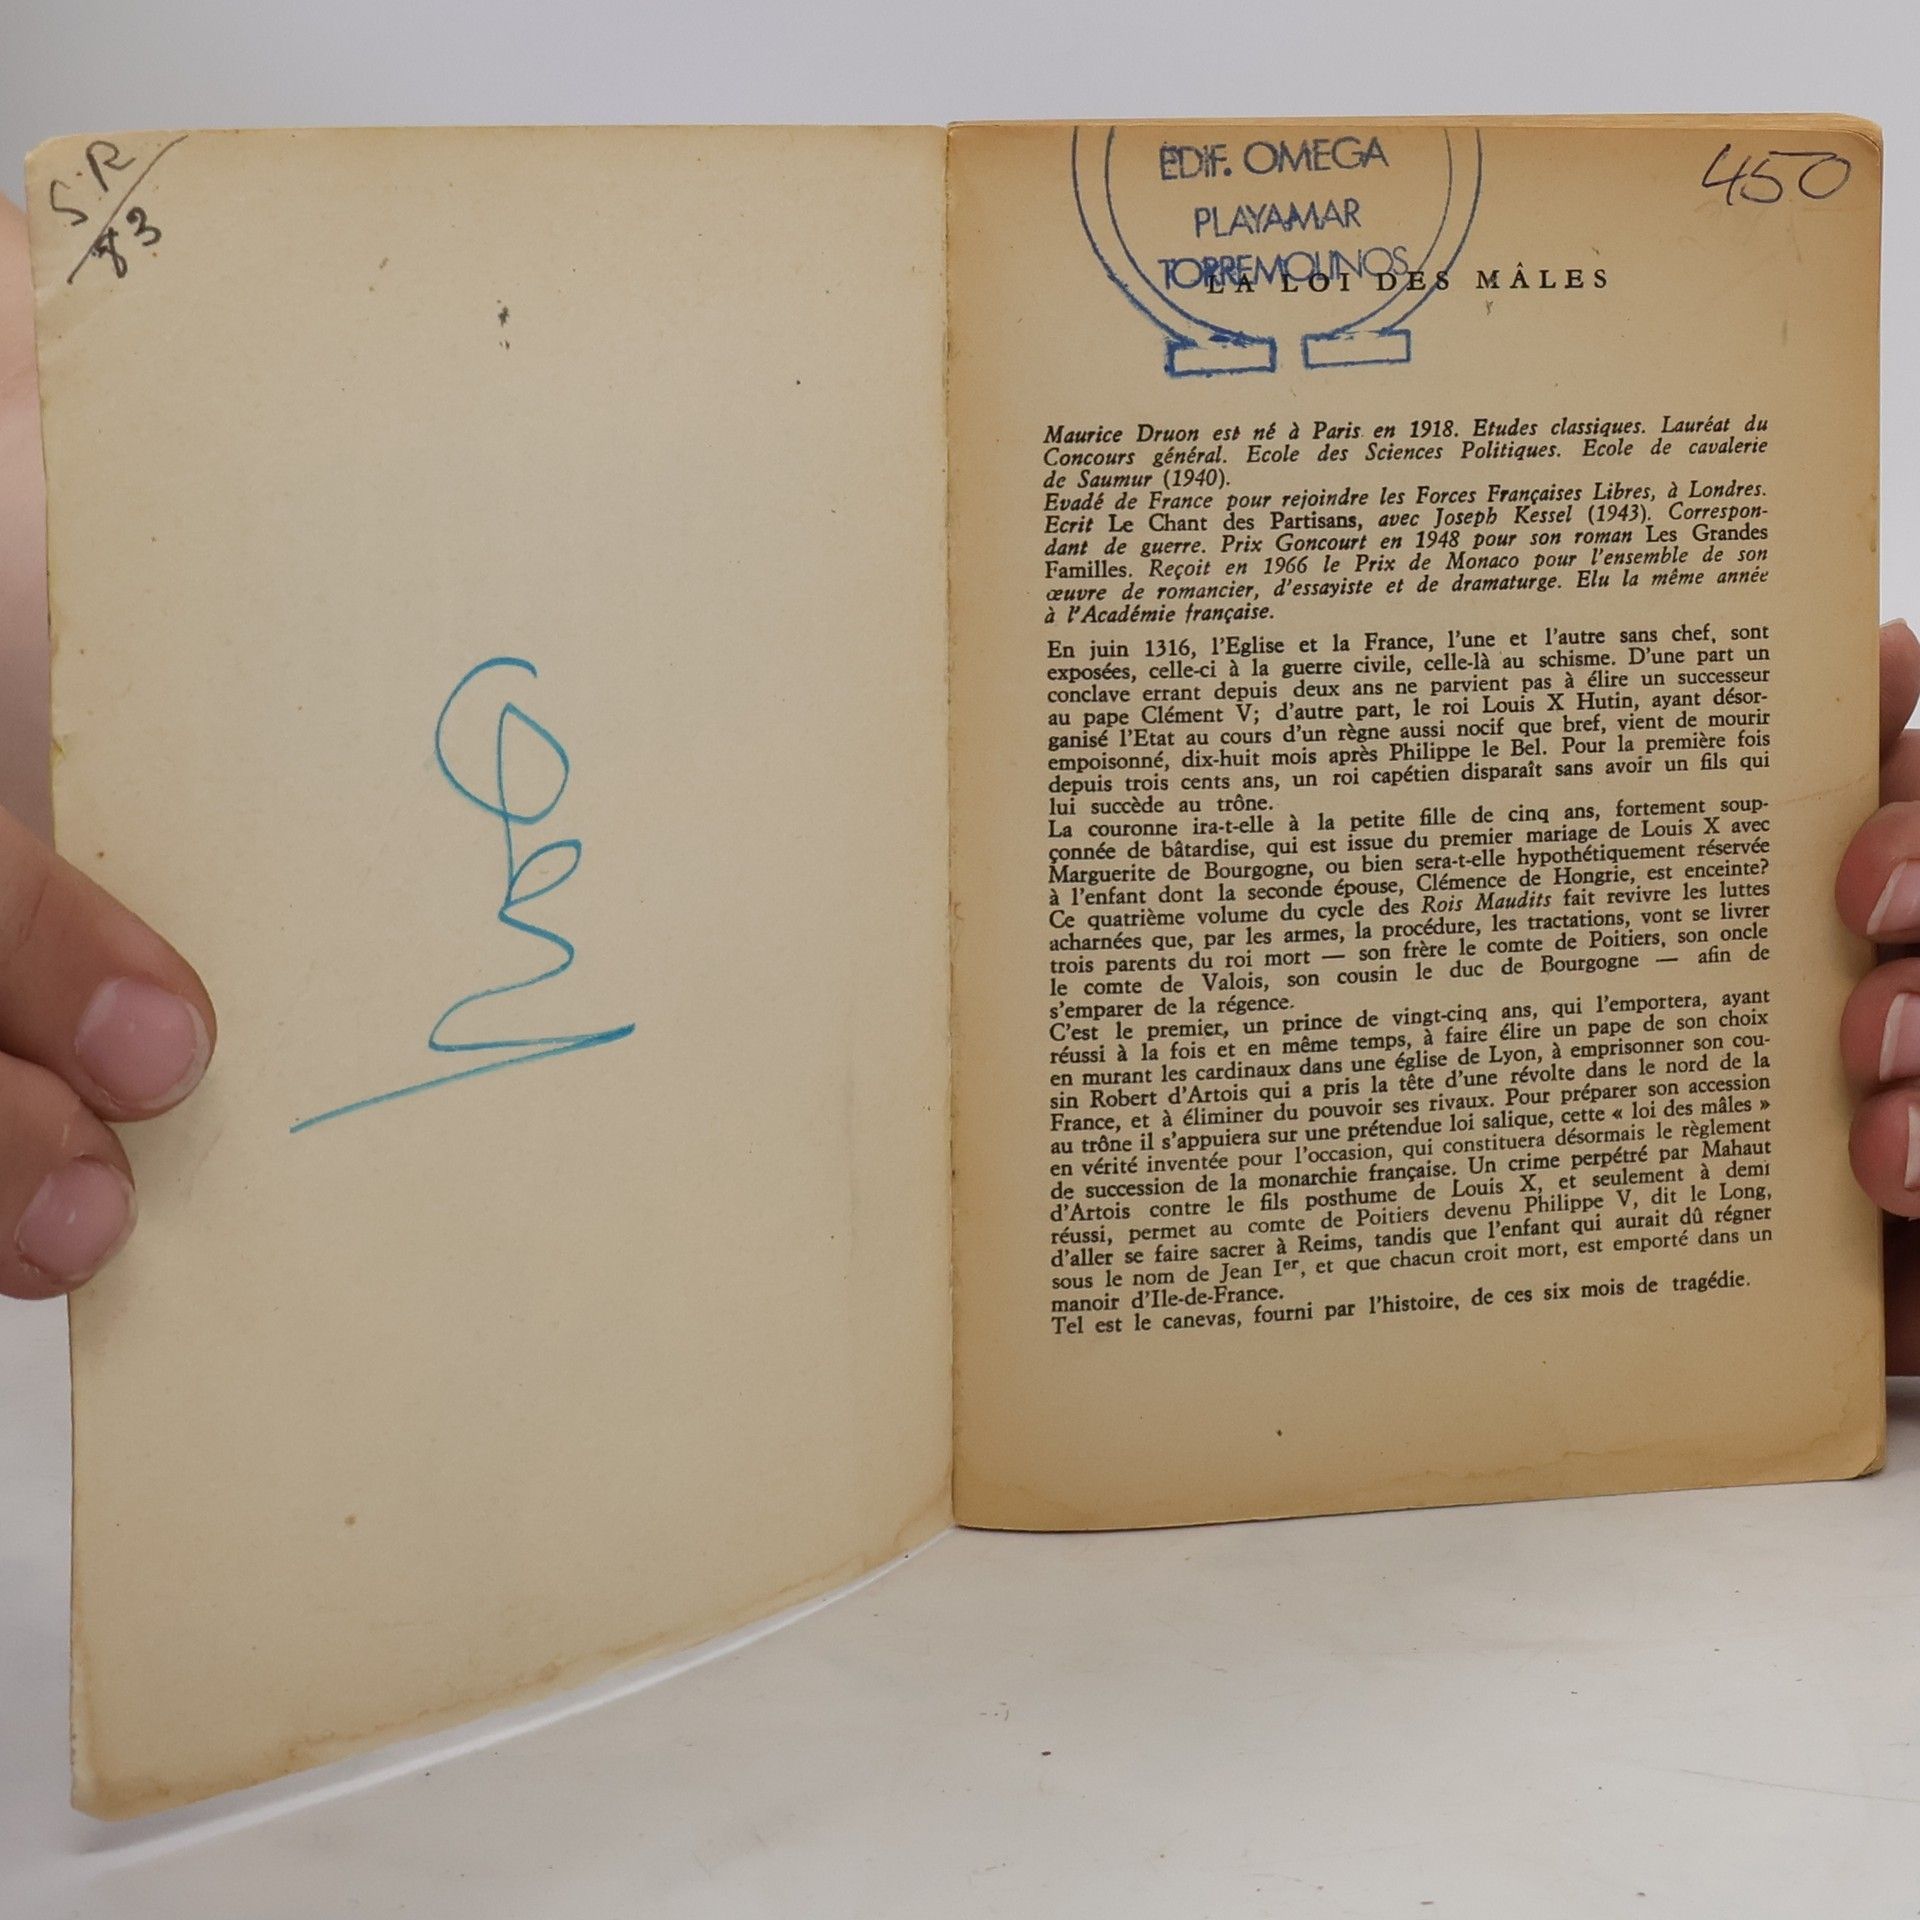 S.R
83
450
EDIF. OMEGA
PLAYAMAR
TORREMOLINOS
LA LOI DES MÂLES
Maurice Druon est né à Paris en 1918. Etudes classiques. Lauréat du
Concours général. Ecole des Sciences Politiques. Ecole de cavalerie
de Saumur (1940).
Evadé de France pour rejoindre les Forces Françaises Libres, à Londres.
Ecrit Le Chant des Partisans, avec Joseph Kessel (1943). Correspon-
dant de guerre. Prix Goncourt en 1948 pour son roman Les Grandes
Familles. Reçoit en 1966 le Prix de Monaco pour l'ensemble de son
œuvre de romancier, d'essayiste et de dramaturge. Elu la même année
à l'Académie française.
En juin 1316, l'Eglise et la France, l'une et l'autre sans chef, sont
exposées, celle-ci à la guerre civile, celle-là au schisme. D'une part un
conclave errant depuis deux ans ne parvient pas à élire un successeur
au pape Clément V; d'autre part, le roi Louis X Hutin, ayant désor-
ganisé l'Etat au cours d'un règne aussi nocif que bref, vient de mourir
empoisonné, dix-huit mois après Philippe le Bel. Pour la première fois
depuis trois cents ans, un roi capétien disparaît sans avoir un fils qui
lui succède au trône.
La couronne ira-t-elle à la petite fille de cinq ans, fortement soup-
çonnée de bâtardise, qui est issue du premier mariage de Louis X avec
Marguerite de Bourgogne, ou bien sera-t-elle hypothétiquement réservée
à l'enfant dont la seconde épouse, Clémence de Hongrie, est enceinte?
Ce quatrième volume du cycle des Rois Maudits fait revivre les luttes
acharnées que, par les armes, la procédure, les tractations, vont se livrer
trois parents du roi mort — son frère le comte de Poitiers, son oncle
le comte de Valois, son cousin le duc de Bourgogne — afin de
s'emparer de la régence.
C'est le premier, un prince de vingt-cinq ans, qui l'emportera, ayant
réussi à la fois et en même temps, à faire élire un pape de son choix
en murant les cardinaux dans une église de Lyon, à emprisonner son cou-
sin Robert d'Artois qui a pris la tête d'une révolte dans le nord de la
France, et à éliminer du pouvoir ses rivaux. Pour préparer son accession
au trône il s'appuiera sur une prétendue loi salique, cette « loi des mâles »
en vérité inventée pour l'occasion, qui constituera désormais le règlement
de succession de la monarchie française. Un crime perpétré par Mahaut
d'Artois contre le fils posthume de Louis X, et seulement à demi
réussi, permet au comte de Poitiers devenu Philippe V, dit le Long,
d'aller se faire sacrer à Reims, tandis que l'enfant qui aurait dû régner
sous le nom de Jean Ier, et que chacun croit mort, est emporté dans un
manoir d'Ile-de-France.
Tel est le canevas, fourni par l'histoire, de ces six mois de tragédie.